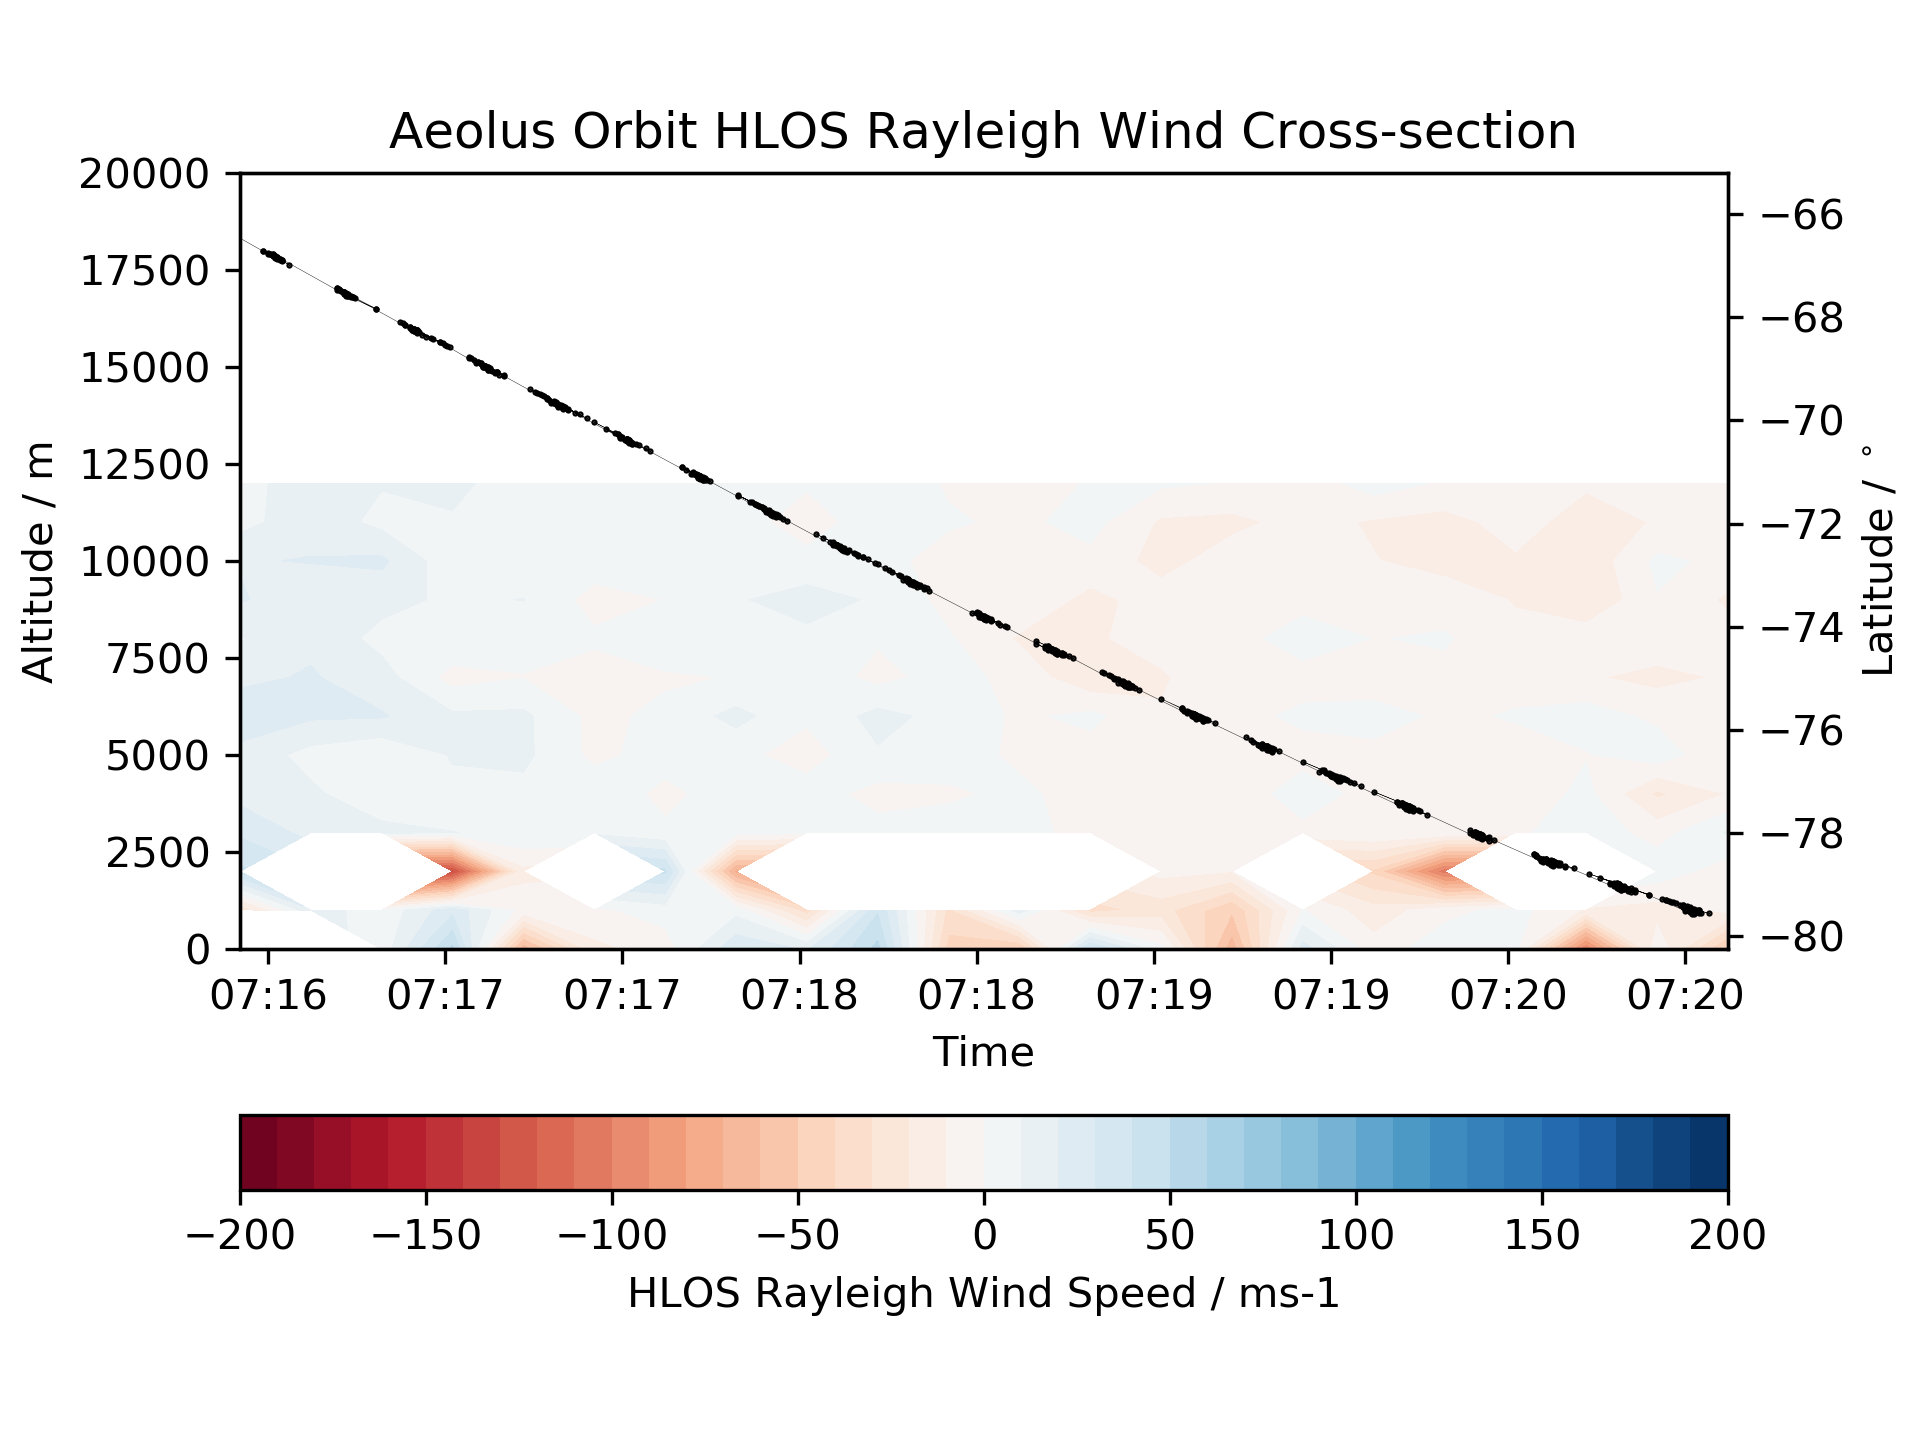 Aeolus Orbit HLOS Rayleigh Wind Cross-section
20000
17500
15000
12500
10000
7500
5000
2500
0
Altitude / m
−66
−68
−70
−72
−74
−76
−78
−80
Latitude / °
07:16 07:17 07:17 07:18 07:18 07:19 07:19 07:20 07:20
Time
−200 −150 −100 −50 0 50 100 150 200
HLOS Rayleigh Wind Speed / ms-1